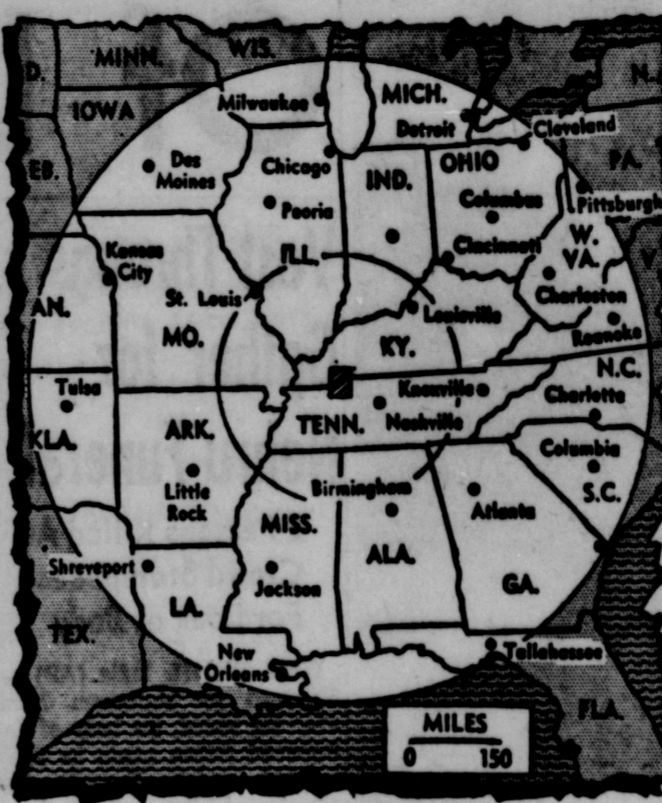 MINN.
WIS.
D.
N.
IOWA
Milwaukee
MICH.
Detroit
Cleveland
EB.
Des
Moines
Chicago
IND.
OHIO
PA.
Peoria
Columbus
Pittsburgh
W.
VA.
V
Kansas
City
ILL.
Cincinnati
St. Louis
Charleston
AN.
MO.
Louisville
KY.
Roanoke
N.C.
Tulsa
Knoxville
Charlotte
TENN.
Nashville
KLA.
ARK.
Columbia
S.C.
Little
Rock
Birmingham
Atlanta
MISS.
ALA.
Shreveport
Jackson
GA.
LA.
TEX.
New
Orleans
Tallahassee
FLA.
MILES
0 150